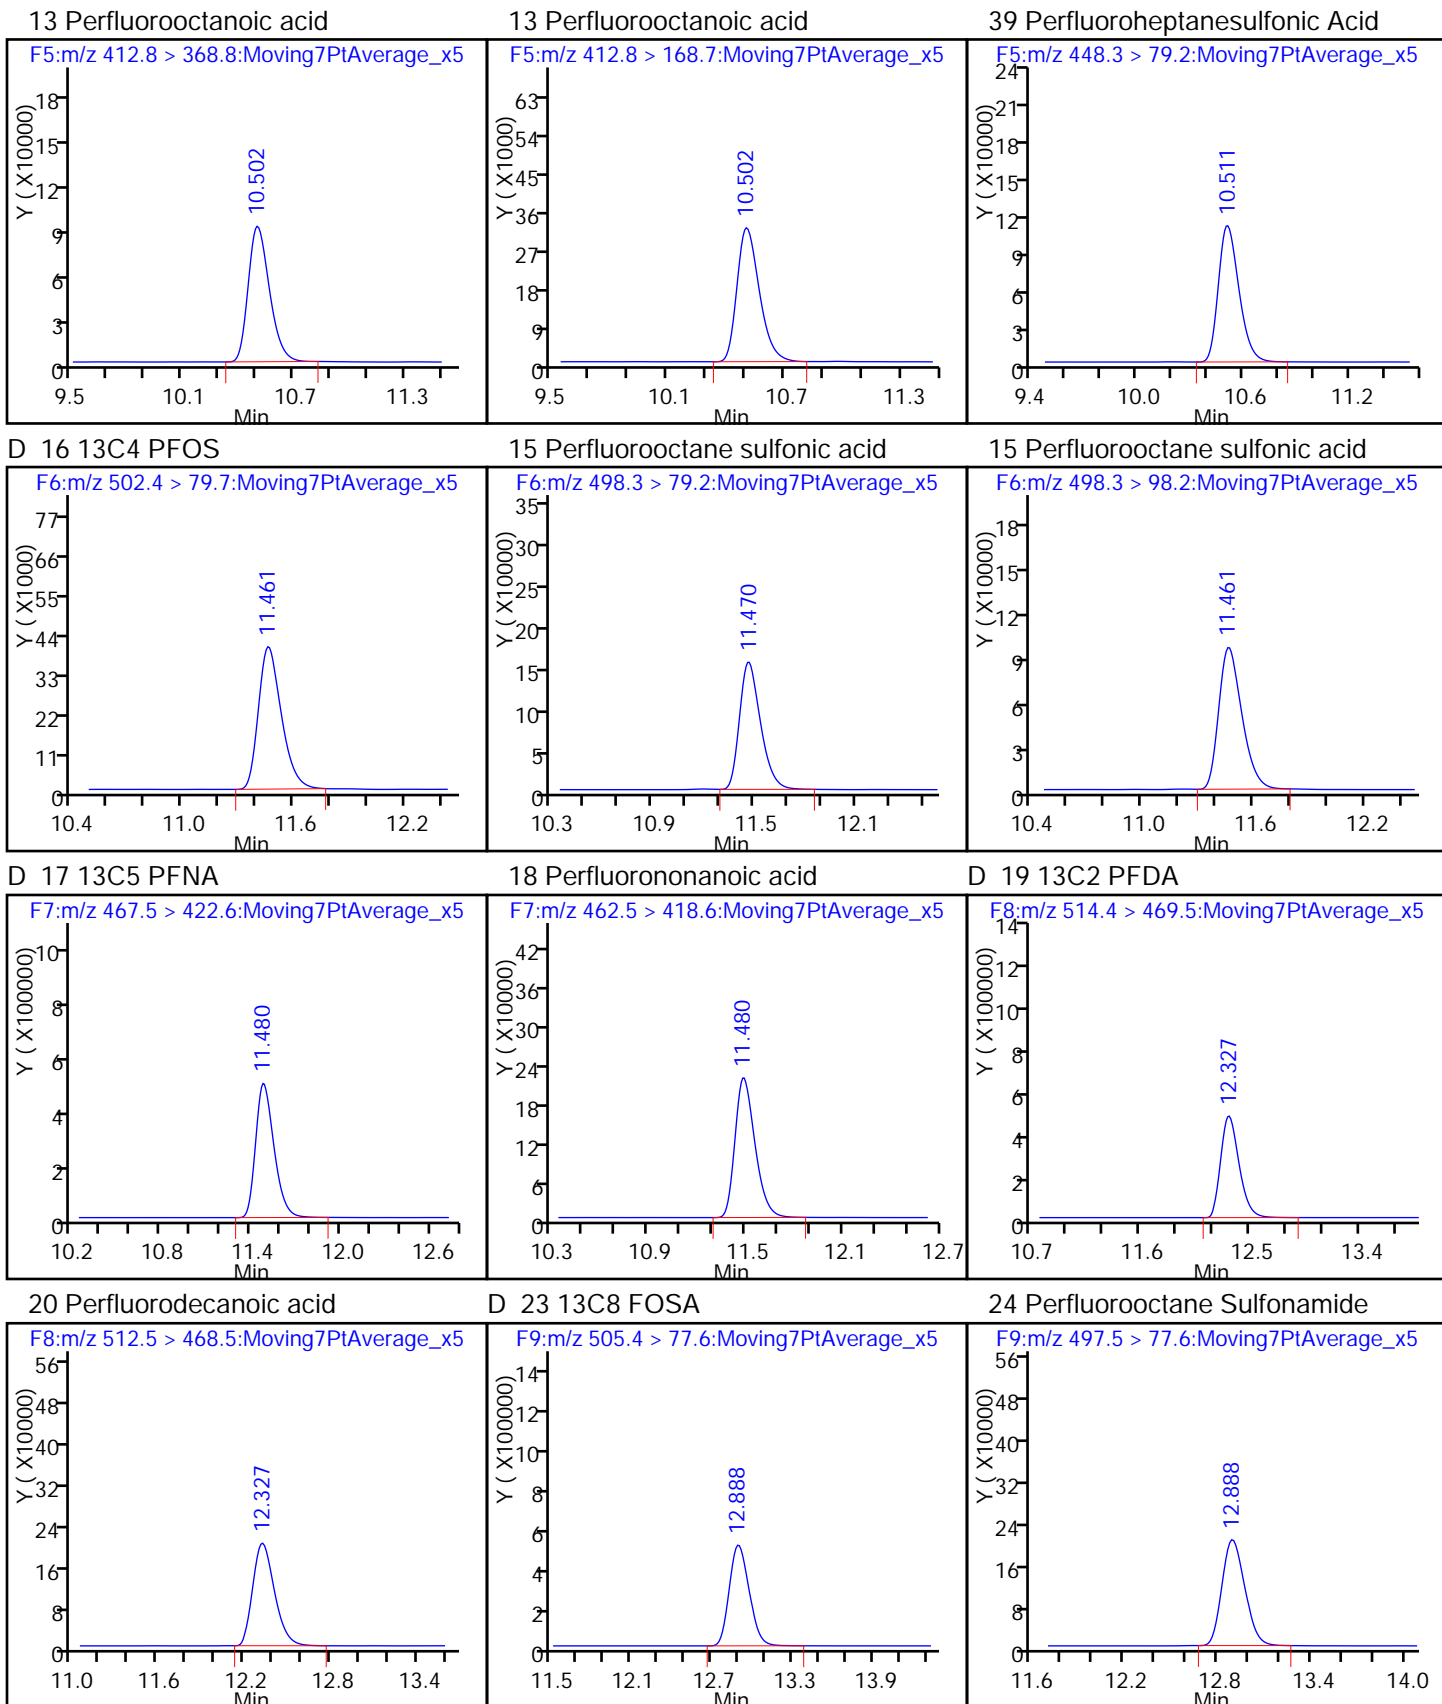 13 Perfluorooctanoic acid
F5:m/z 412.8 > 368.8:Moving7PtAverage_x5
Y ( X10000)
18
15
12
9
6
3
0
10.502
9.5 10.1 10.7 11.3
Min
13 Perfluorooctanoic acid
F5:m/z 412.8 > 168.7:Moving7PtAverage_x5
Y ( X1000)
63
54
45
36
27
18
9
0
10.502
9.5 10.1 10.7 11.3
Min
39 Perfluoroheptanesulfonic Acid
F5:m/z 448.3 > 79.2:Moving7PtAverage_x5
Y ( X10000)
24
21
18
15
12
9
6
3
0
10.511
9.4 10.0 10.6 11.2
Min
D 16 13C4 PFOS
F6:m/z 502.4 > 79.7:Moving7PtAverage_x5
Y ( X1000)
77
66
55
44
33
22
11
0
11.461
10.4 11.0 11.6 12.2
Min
15 Perfluorooctane sulfonic acid
F6:m/z 498.3 > 79.2:Moving7PtAverage_x5
Y ( X10000)
35
30
25
20
15
10
5
0
11.470
10.3 10.9 11.5 12.1
Min
15 Perfluorooctane sulfonic acid
F6:m/z 498.3 > 98.2:Moving7PtAverage_x5
Y ( X10000)
18
15
12
9
6
3
0
11.461
10.4 11.0 11.6 12.2
Min
D 17 13C5 PFNA
F7:m/z 467.5 > 422.6:Moving7PtAverage_x5
Y ( X100000)
10
8
6
4
2
0
11.480
10.2 10.8 11.4 12.0 12.6
Min
18 Perfluorononanoic acid
F7:m/z 462.5 > 418.6:Moving7PtAverage_x5
Y ( X10000)
42
36
30
24
18
12
6
0
11.480
10.3 10.9 11.5 12.1 12.7
Min
D 19 13C2 PFDA
F8:m/z 514.4 > 469.5:Moving7PtAverage_x5
Y ( X100000)
14
12
10
8
6
4
2
0
12.327
10.7 11.6 12.5 13.4
Min
20 Perfluorodecanoic acid
F8:m/z 512.5 > 468.5:Moving7PtAverage_x5
Y ( X10000)
56
48
40
32
24
16
8
0
12.327
11.0 11.6 12.2 12.8 13.4
Min
D 23 13C8 FOSA
F9:m/z 505.4 > 77.6:Moving7PtAverage_x5
Y ( X100000)
14
12
10
8
6
4
2
0
12.888
11.5 12.1 12.7 13.3 13.9
Min
24 Perfluorooctane Sulfonamide
F9:m/z 497.5 > 77.6:Moving7PtAverage_x5
Y ( X10000)
56
48
40
32
24
16
8
0
12.888
11.6 12.2 12.8 13.4 14.0
Min